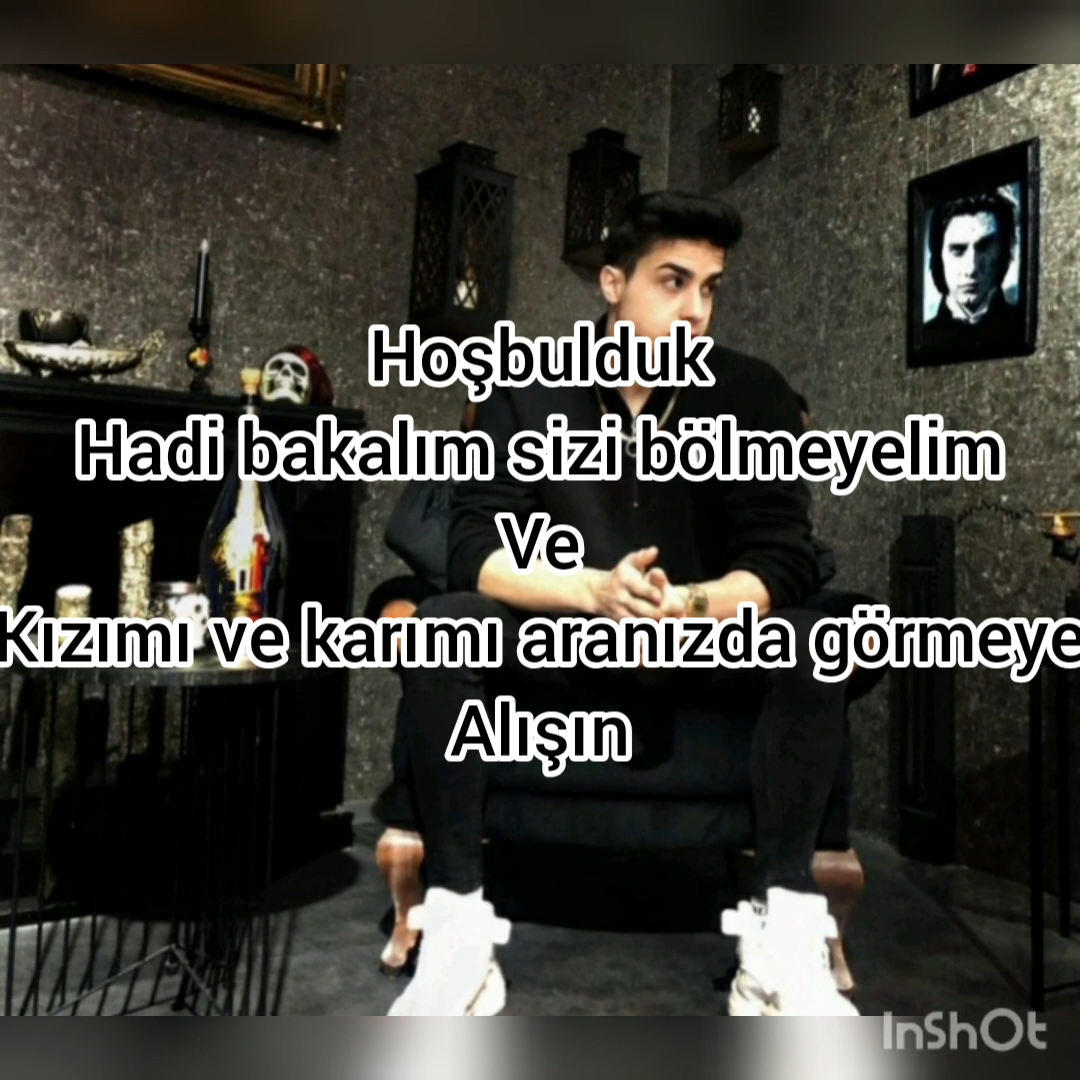 Hoşbulduk
Hadi bakalım sizi bölmeyelim
Ve
Kızımı ve karımı aranızda görmeye
Alışın
InShOt